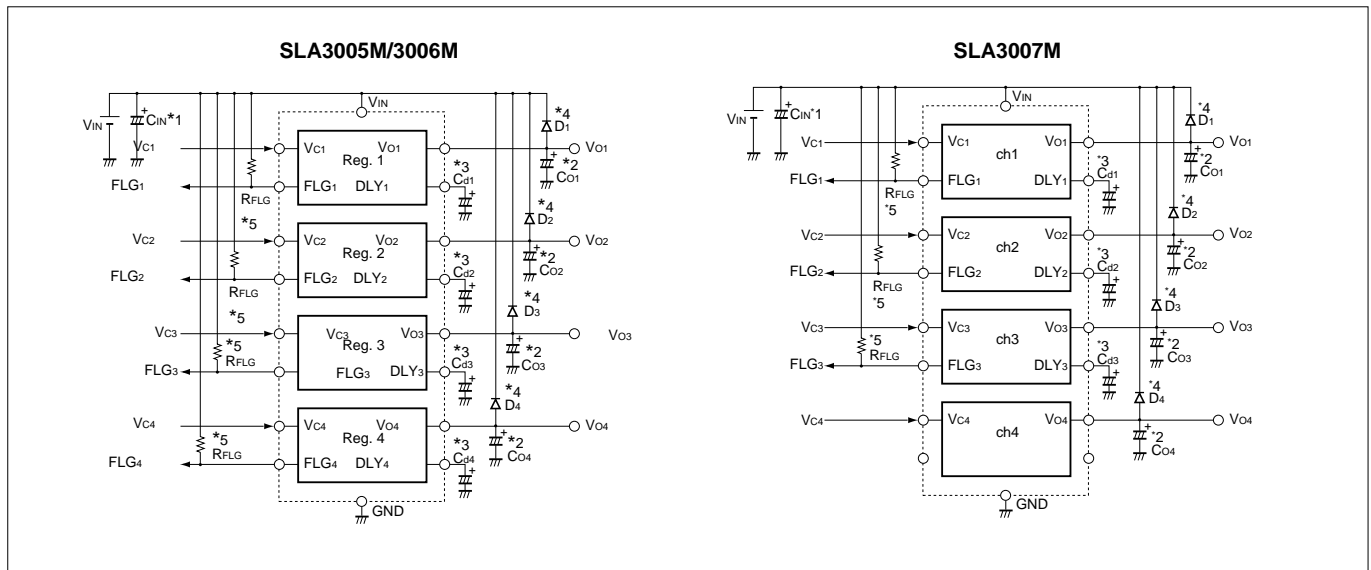 SLA3005M/3006M
VIN
VIN
CIN*1
*4
D1
VC1
VC1
VO1
Reg. 1
VO1
*2
CO1
*3
Cd1
FLG1
FLG1
DLY1
RFLG
*5
*4
D2
VC2
VC2
VO2
Reg. 2
VO2
*2
CO2
*3
Cd2
FLG2
FLG2
DLY2
RFLG
*5
*4
D3
VC3
VC3
VO3
Reg. 3
VO3
*5
RFLG
*2
CO3
*3
Cd3
FLG3
FLG3
DLY3
*4
D4
VC4
VC4
VO4
Reg. 4
VO4
*5
RFLG
*2
CO4
*3
Cd4
FLG4
FLG4
DLY4
GND
SLA3007M
VIN
VIN
CIN*1
*4
D1
VC1
VC1
VO1
ch1
VO1
*2
CO1
*3
Cd1
FLG1
FLG1
DLY1
RFLG
*5
*4
D2
VC2
VC2
VO2
ch2
VO2
*2
CO2
*3
Cd2
FLG2
FLG2
DLY2
RFLG
*5
*4
D3
VC3
VC3
VO3
ch3
VO3
*5
RFLG
*2
CO3
*3
Cd3
FLG3
FLG3
DLY3
*4
D4
VC4
VC4
VO4
ch4
VO4
*2
CO4
GND